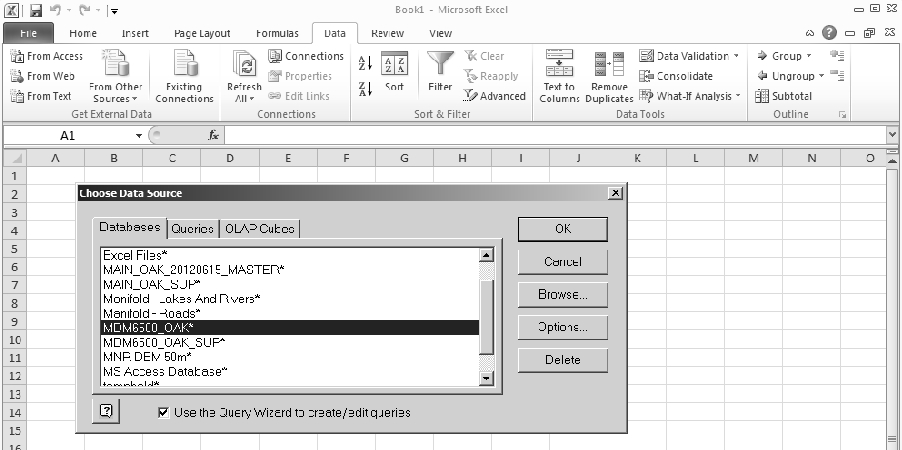 Book1 - Microsoft Excel
File Home Insert Page Layout Formulas Data Review View
From Access
From Web
From Text
From Other Sources
Existing Connections
Get External Data
Refresh All
Connections
Properties
Edit Links
Connections
Sort
Filter
Clear
Reapply
Advanced
Sort & Filter
Text to Columns
Remove Duplicates
Data Validation
Consolidate
What-If Analysis
Data Tools
Group
Ungroup
Subtotal
Outline
A1 fx
A B C D E F G H I J K L M N O
1
2
3
4
5
6
7
8
9
10
11
12
13
14
15
16
Choose Data Source
Databases Queries OLAP Cubes
Excel Files*
MAIN_OAK_20120615_MASTER*
MAIN_OAK_SUP*
Manifold - Lakes And Rivers*
Manifold - Roads*
MDM6500_OAK*
MDM6500_OAK_SUP*
MNR DEM 50m*
MS Access Database*
OK
Cancel
Browse...
Options...
Delete
Use the Query Wizard to create/edit queries